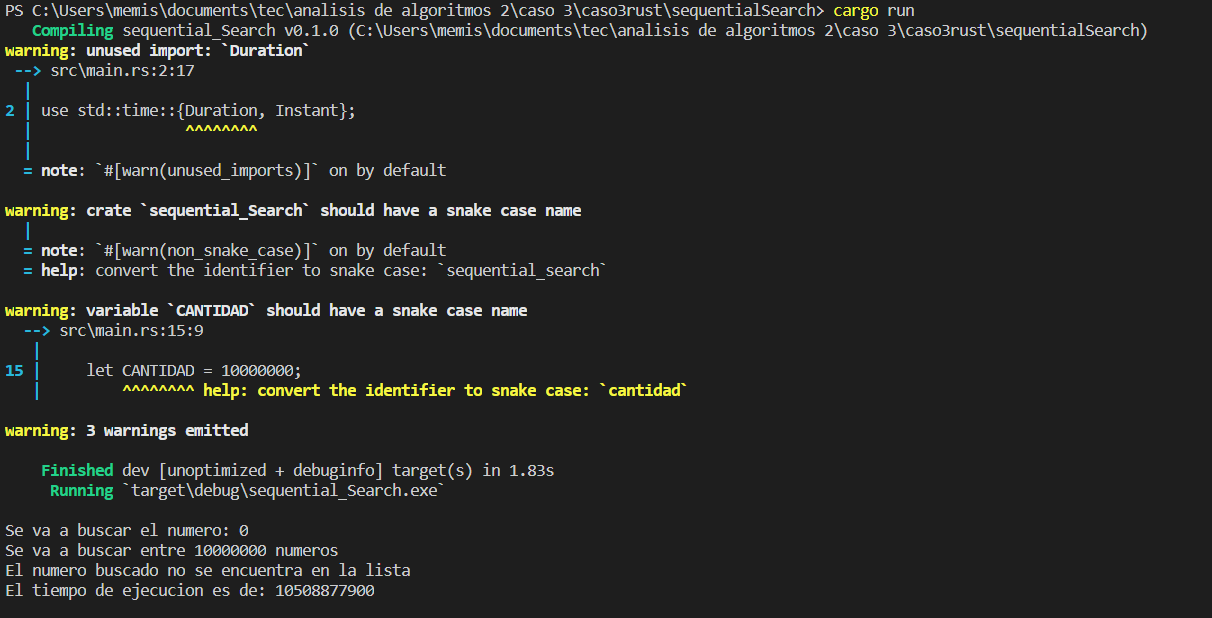 PS C:\Users\memis\documents\tec\analisis de algoritmos 2\caso 3\caso3rust\sequentialSearch> cargo run
Compiling sequential_Search v0.1.0 (C:\Users\memis\documents\tec\analisis de algoritmos 2\caso 3\caso3rust\sequentialSearch)
warning: unused import: `Duration`
--> src\main.rs:2:17
|
2 | use std::time::{Duration, Instant};
| ^^^^^^^^
|
= note: `#[warn(unused_imports)]` on by default
warning: crate `sequential_Search` should have a snake case name
|
= note: `#[warn(non_snake_case)]` on by default
= help: convert the identifier to snake case: `sequential_search`
warning: variable `CANTIDAD` should have a snake case name
--> src\main.rs:15:9
|
15 | let CANTIDAD = 10000000;
| ^^^^^^^^ help: convert the identifier to snake case: `cantidad`
warning: 3 warnings emitted
Finished dev [unoptimized + debuginfo] target(s) in 1.83s
Running `target\debug\sequential_Search.exe`
Se va a buscar el numero: 0
Se va a buscar entre 10000000 numeros
El numero buscado no se encuentra en la lista
El tiempo de ejecucion es de: 10508877900